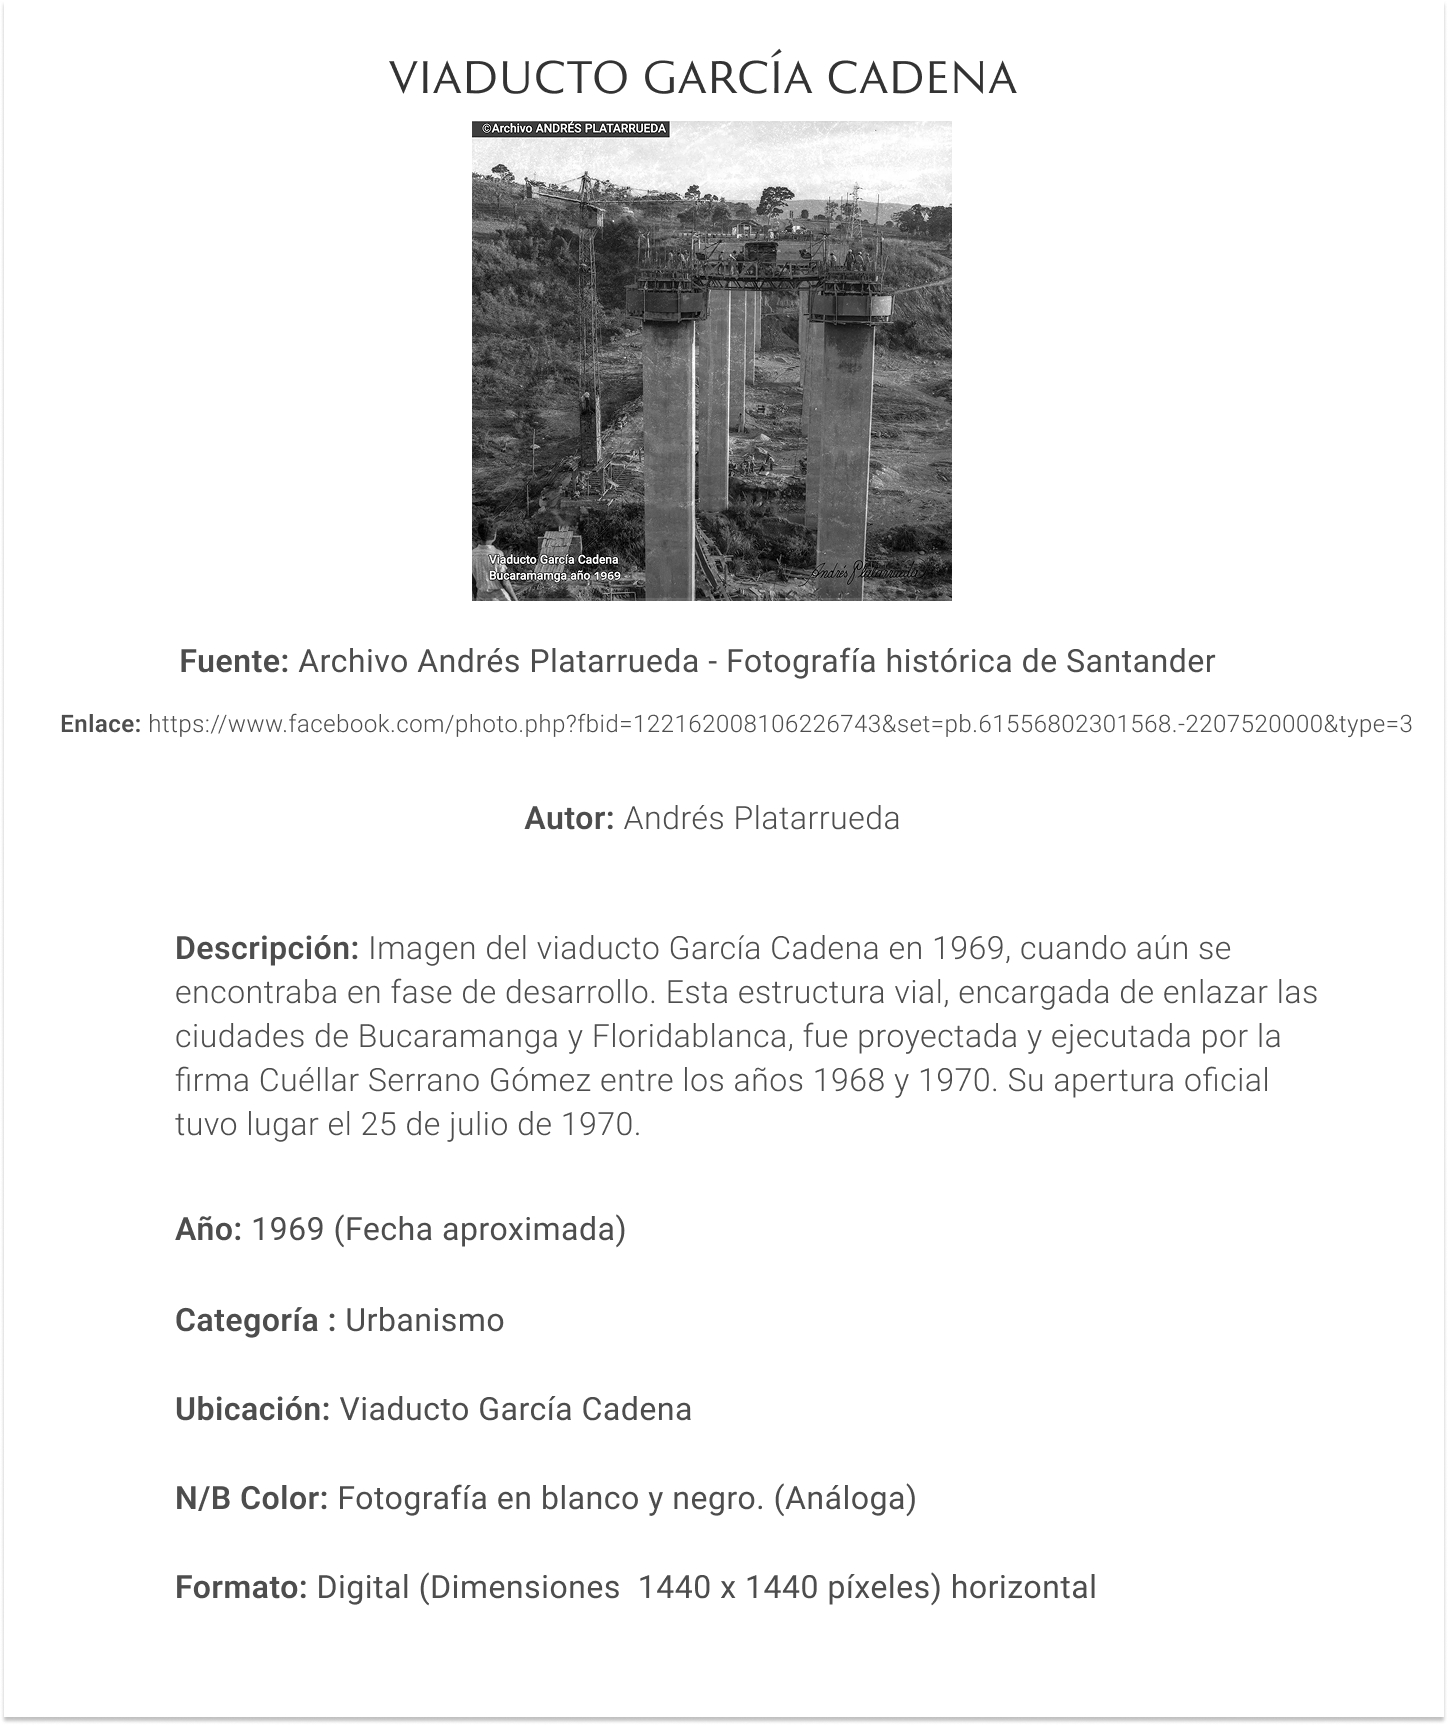 VIADUCTO GARCÍA CADENA
©Archivo ANDRÉS PLATARRUEDA
Viaducto García Cadena
Bucaramamga año 1969
Andrés Platarrueda
Fuente: Archivo Andrés Platarrueda - Fotografía histórica de Santander
Enlace: https://www.facebook.com/photo.php?fbid=122162008106226743&set=pb.61556802301568.-2207520000&type=3
Autor: Andrés Platarrueda
Descripción: Imagen del viaducto García Cadena en 1969, cuando aún se
encontraba en fase de desarrollo. Esta estructura vial, encargada de enlazar las
ciudades de Bucaramanga y Floridablanca, fue proyectada y ejecutada por la
firma Cuéllar Serrano Gómez entre los años 1968 y 1970. Su apertura oficial
tuvo lugar el 25 de julio de 1970.
Año: 1969 (Fecha aproximada)
Categoría : Urbanismo
Ubicación: Viaducto García Cadena
N/B Color: Fotografía en blanco y negro. (Análoga)
Formato: Digital (Dimensiones  1440 x 1440 píxeles) horizontal